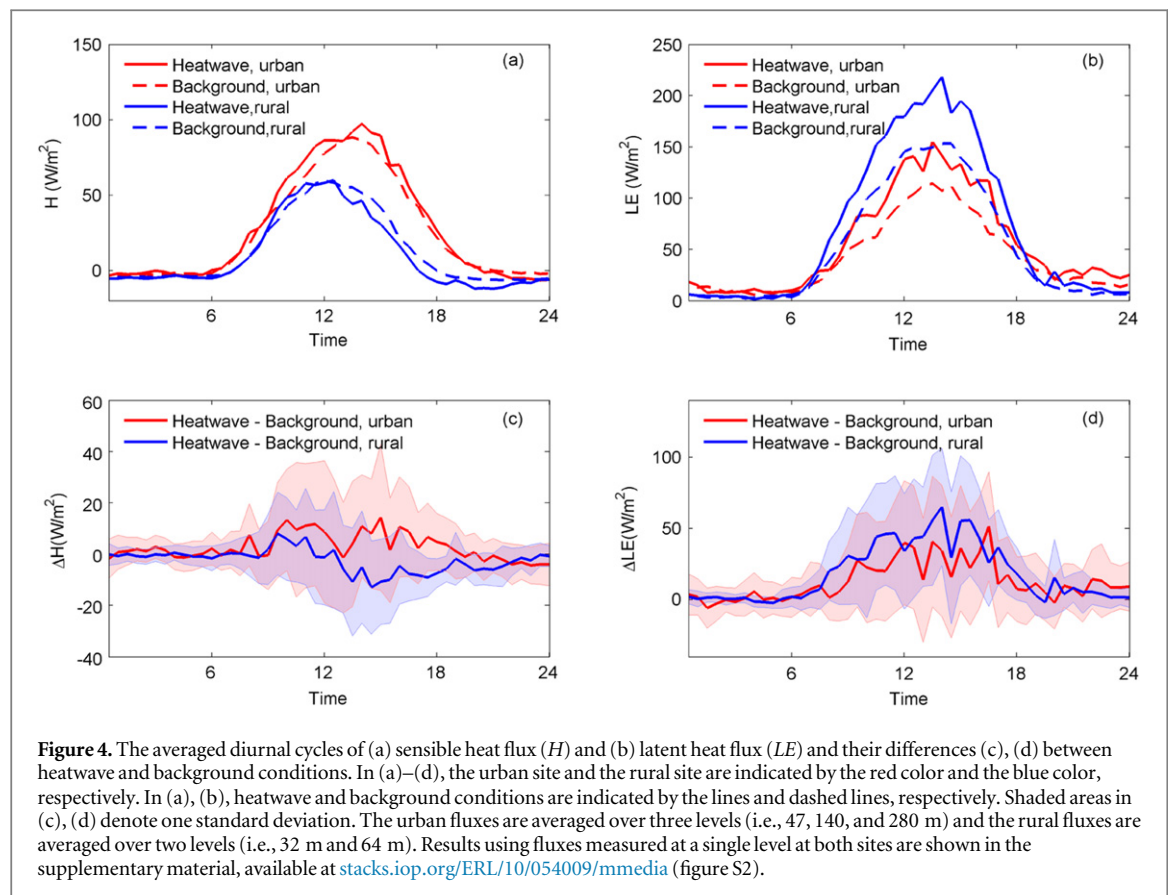 150
Heatwave, urban
Background, urban
Heatwave,rural
Background,rural
(a)
100
50
0
H (W/m²)
6
12
18
24
Time
250
Heatwave, urban
Background, urban
Heatwave,rural
Background,rural
(b)
200
150
100
50
0
LE (W/m²)
6
12
18
24
Time
60
Heatwave - Background, urban
Heatwave - Background, rural
(c)
40
20
0
-20
-40
ΔH(W/m²)
6
12
18
24
Time
Heatwave - Background, urban
Heatwave - Background, rural
(d)
100
50
0
ΔLE(W/m²)
6
12
18
24
Time
Figure 4. The averaged diurnal cycles of (a) sensible heat flux (H) and (b) latent heat flux (LE) and their differences (c), (d) between
heatwave and background conditions. In (a)–(d), the urban site and the rural site are indicated by the red color and the blue color,
respectively. In (a), (b), heatwave and background conditions are indicated by the lines and dashed lines, respectively. Shaded areas in
(c), (d) denote one standard deviation. The urban fluxes are averaged over three levels (i.e., 47, 140, and 280 m) and the rural fluxes are
averaged over two levels (i.e., 32 m and 64 m). Results using fluxes measured at a single level at both sites are shown in the
supplementary material, available at stacks.iop.org/ERL/10/054009/mmedia (figure S2).